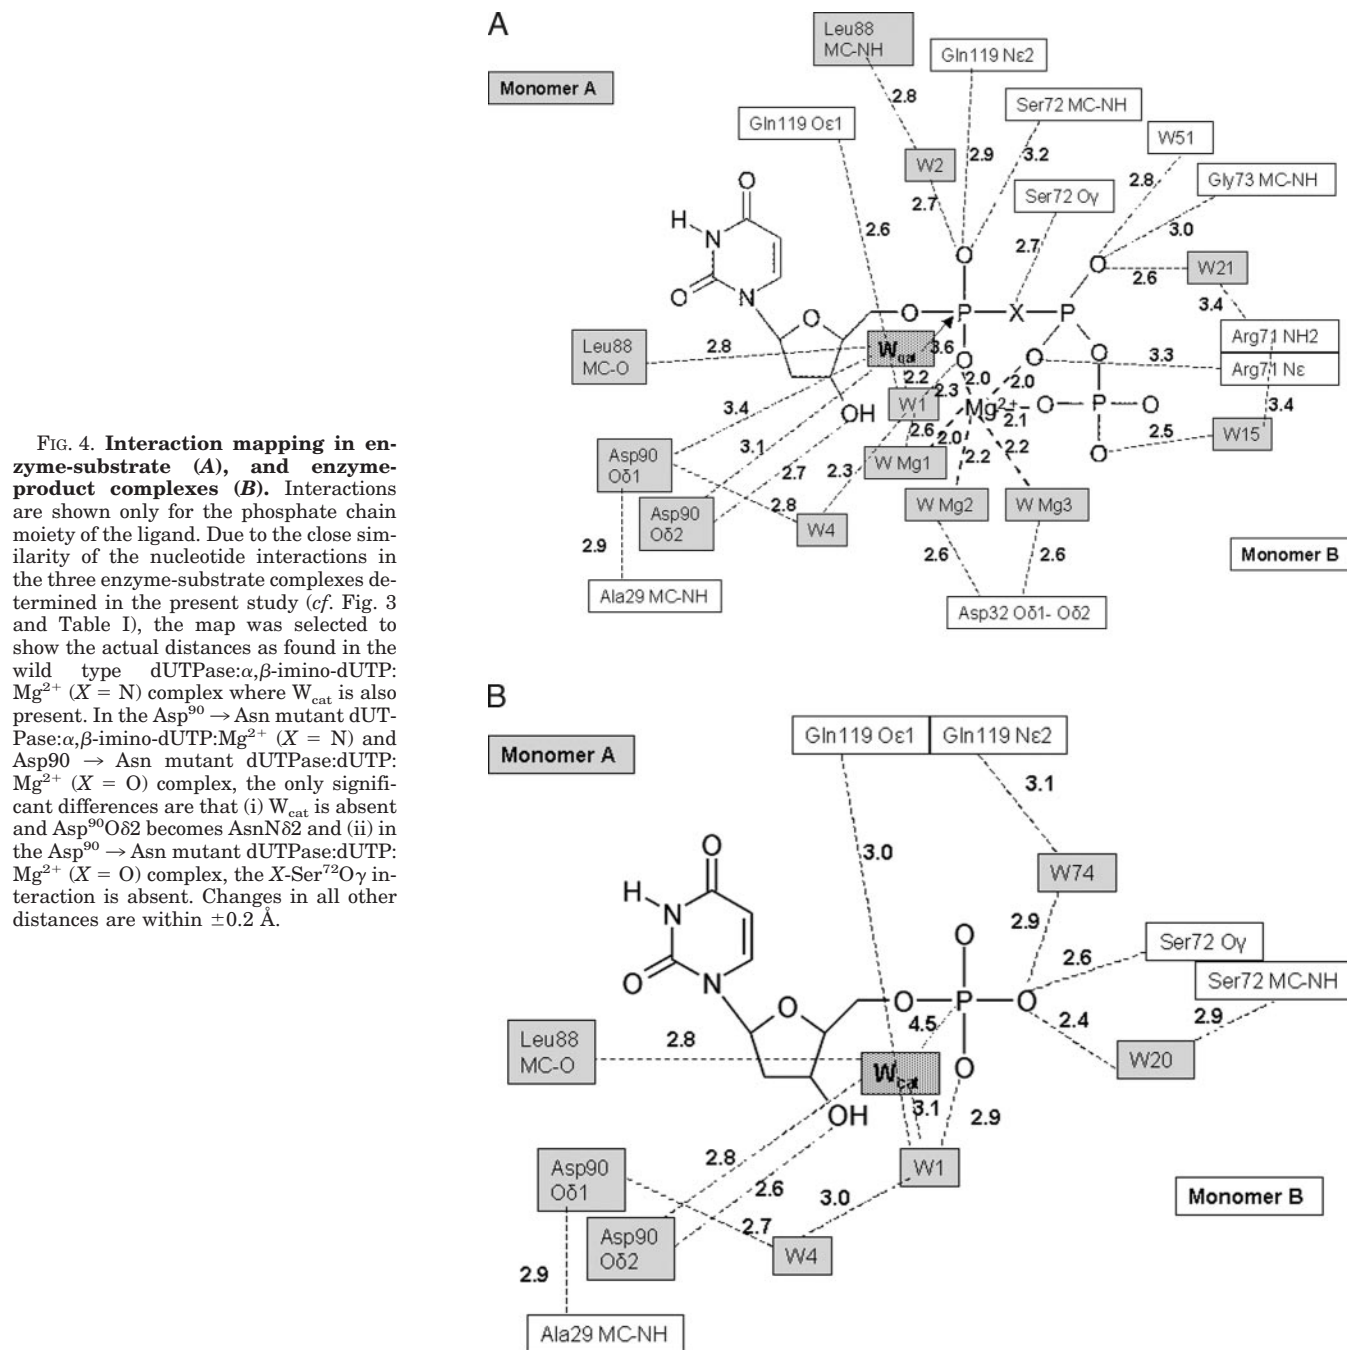 FIG. 4. Interaction mapping in en-
zyme-substrate (A), and enzyme-
product complexes (B). Interactions
are shown only for the phosphate chain
moiety of the ligand. Due to the close sim-
ilarity of the nucleotide interactions in
the three enzyme-substrate complexes de-
termined in the present study (cf. Fig. 3
and Table I), the map was selected to
show the actual distances as found in the
wild type dUTPase:α,β-imino-dUTP:
Mg2+ (X = N) complex where Wcat is also
present. In the Asp90 → Asn mutant dUT-
Pase:α,β-imino-dUTP:Mg2+ (X = N) and
Asp90 → Asn mutant dUTPase:dUTP:
Mg2+ (X = O) complex, the only signifi-
cant differences are that (i) Wcat is absent
and Asp90Oδ2 becomes AsnNδ2 and (ii) in
the Asp90 → Asn mutant dUTPase:dUTP:
Mg2+ (X = O) complex, the X-Ser72Oγ in-
teraction is absent. Changes in all other
distances are within ±0.2 Å.
A
Monomer A
Leu88
MC-NH
Gln119 Nε2
Ser72 MC-NH
Gln119 Oε1
W51
Gly73 MC-NH
W2
Ser72 Oγ
2.8
2.9
3.2
2.8
2.7
2.6
2.7
3.0
O
H
N
O
N
O
O
O
W21
2.6
3.4
O
P
X
P
Arg71 NH2
Arg71 Nε
3.3
3.4
Leu88
MC-O
2.8
Wcat
3.6
O
O
O
2.2
2.3
2.0
2.0
W1
Mg2+
O
P
O
2.1
OH
3.4
3.1
2.7
2.6
2.0
2.2
2.2
O
2.5
W15
Asp90
Oδ1
2.3
W Mg1
Asp90
Oδ2
2.8
W4
W Mg2
W Mg3
2.9
2.6
2.6
Monomer B
Ala29 MC-NH
Asp32 Oδ1- Oδ2
B
Monomer A
Gln119 Oε1
Gln119 Nε2
3.1
3.0
W74
O
H
N
O
N
O
O
2.9
Ser72 Oγ
2.6
Ser72 MC-NH
O
P
O
2.4
2.9
W20
4.5
Leu88
MC-O
2.8
Wcat
O
3.1
2.9
OH
W1
Asp90
Oδ1
2.8
2.6
3.0
Monomer B
Asp90
Oδ2
2.7
W4
2.9
Ala29 MC-NH